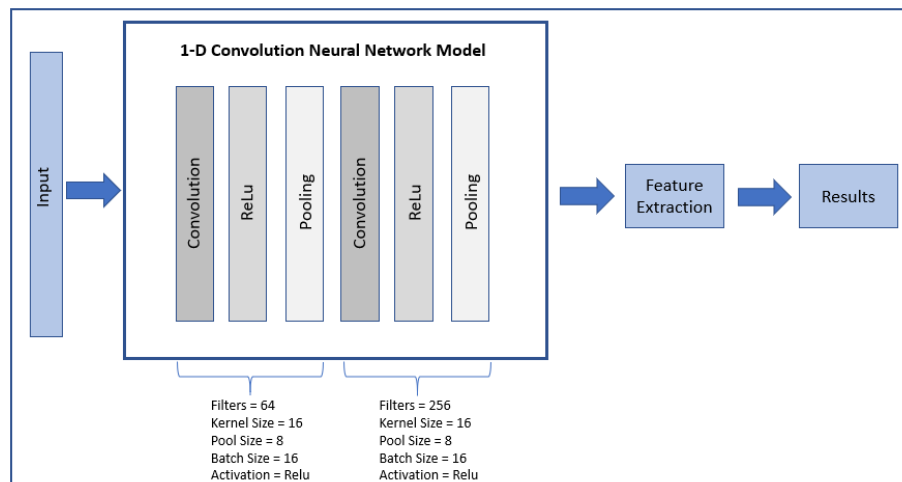 1-D Convolution Neural Network Model
Input
Convolution
ReLu
Pooling
Convolution
ReLu
Pooling
Feature
Extraction
Results
Filters = 64
Kernel Size = 16
Pool Size = 8
Batch Size = 16
Activation = Relu
Filters = 256
Kernel Size = 16
Pool Size = 8
Batch Size = 16
Activation = Relu